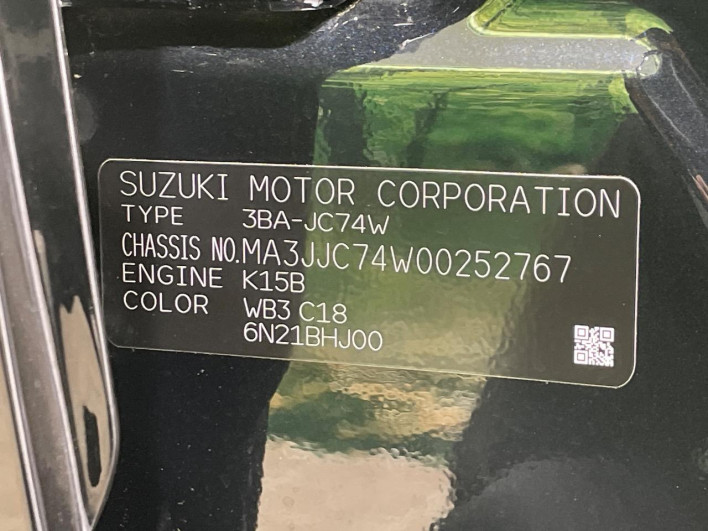 SUZUKI MOTOR CORPORATION
TYPE 3BA-JC74W
CHASSIS NO. MA3JJC74W00252767
ENGINE K15B
COLOR WB3 C18
6N21BHJ00